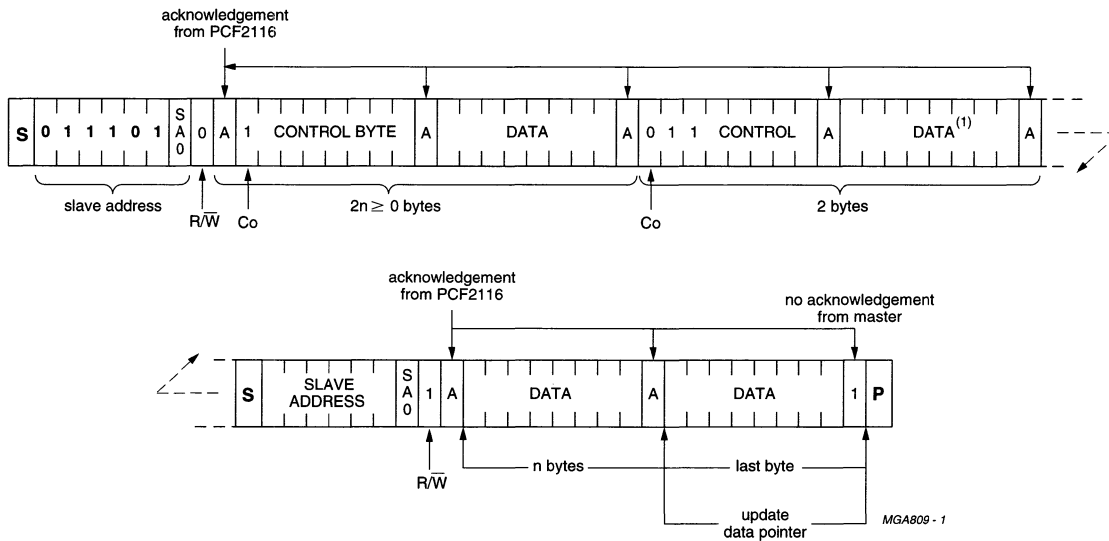 acknowledgement
from PCF2116
S 0 1 1 1 0 1 SA0 0 A 1 CONTROL BYTE A DATA A 0 1 1 CONTROL A DATA(1) A
slave address
R/W̅
Co
2n ≥ 0 bytes
Co
2 bytes
acknowledgement
from PCF2116
no acknowledgement
from master
S SLAVE ADDRESS SA0 1 A DATA A DATA 1 P
R/W̅
n bytes
last byte
update
data pointer
MGA809 - 1